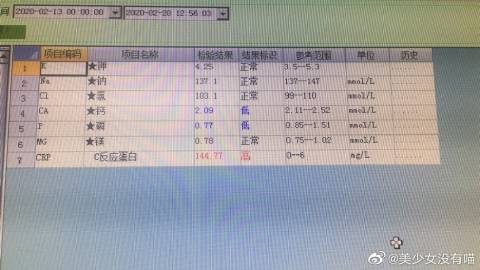 间 2020-02-13 00:00:00 2020-02-20 12:56:03
项目编码 项目名称 检验结果 结果标识 参考范围 单位 历史
1 K ★钾 4.25 正常 3.5--5.3 mmol/L
2 Na ★钠 137.1 正常 137--147 mmol/L
3 Cl ★氯 103.1 正常 99--110 mmol/L
4 CA ★钙 2.09 低 2.11--2.52 mmol/L
5 P ★磷 0.77 低 0.85--1.51 mmol/L
6 MG ★镁 0.78 正常 0.75--1.02 mmol/L
7 CRP C反应蛋白 144.77 高 0--6 mg/L
@美少女没有喵